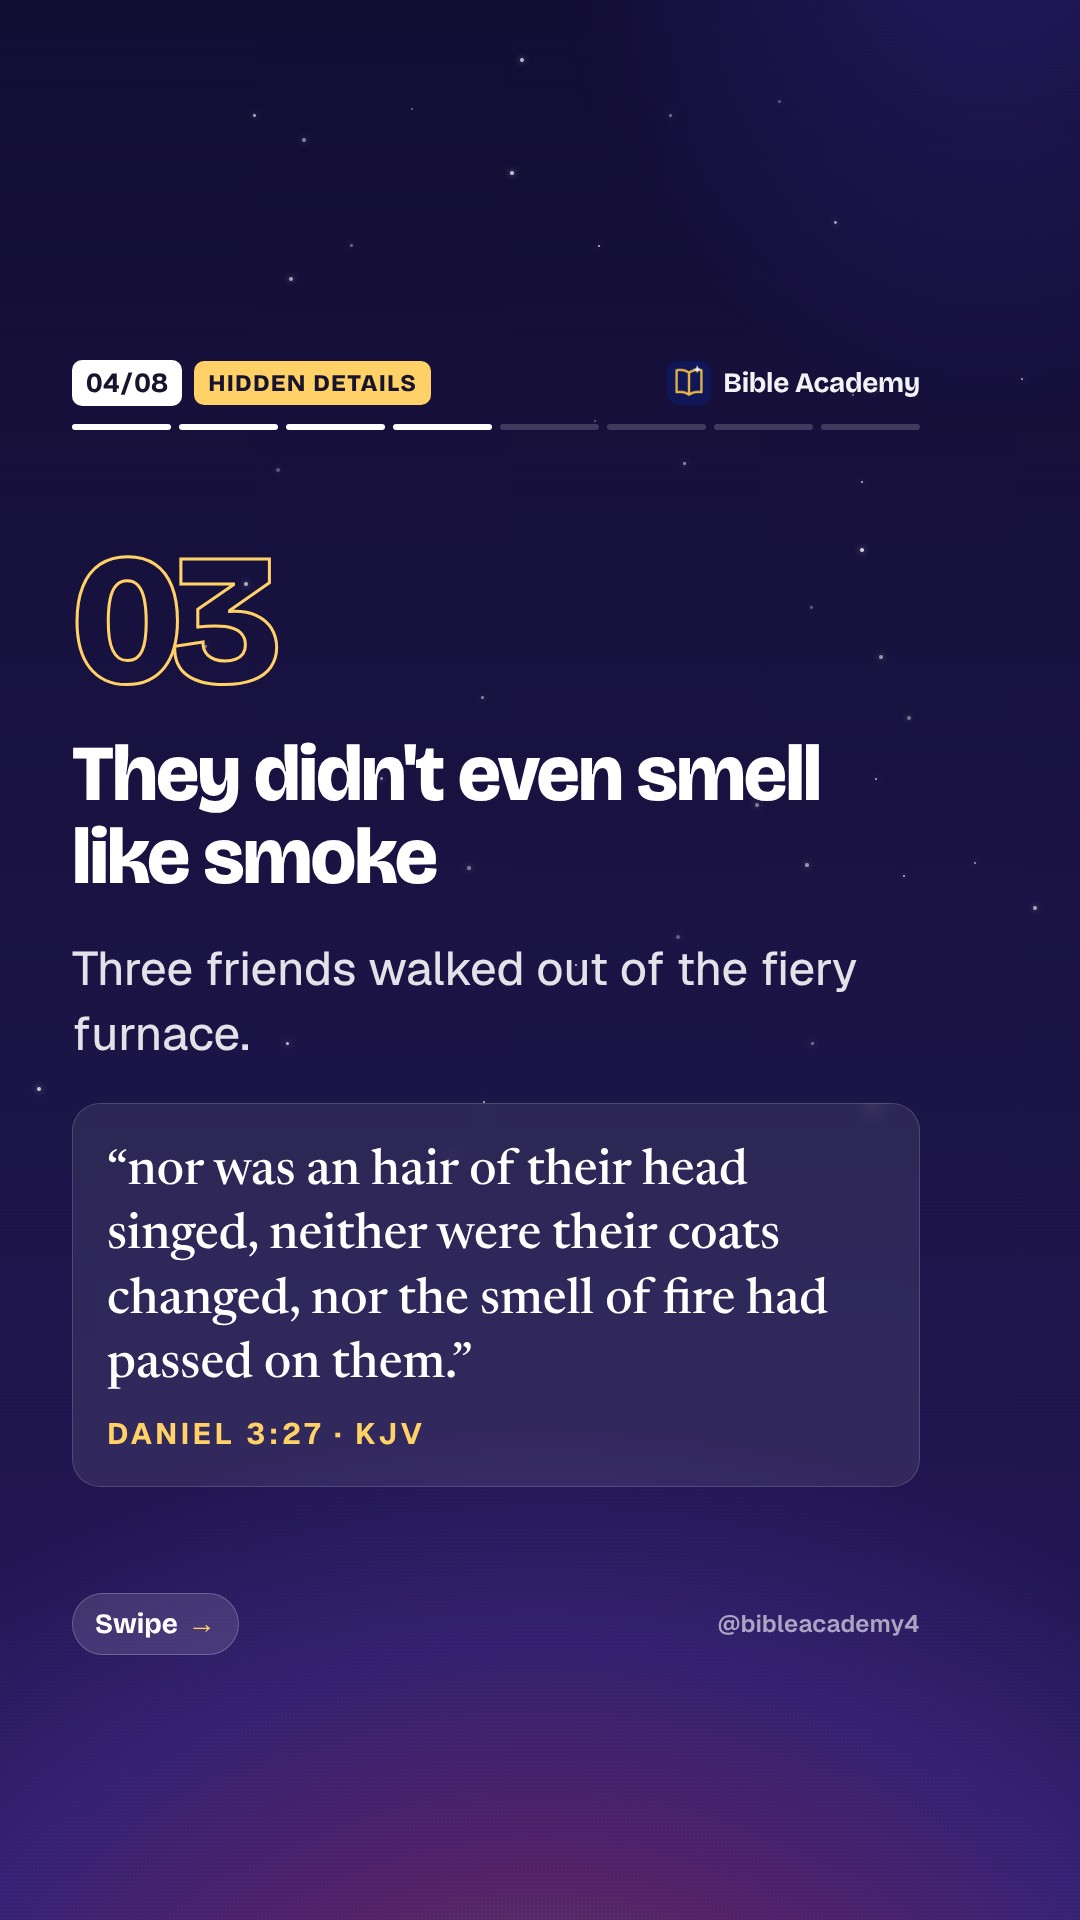 04/08
HIDDEN DETAILS
Bible Academy
03
They didn't even smell
like smoke
Three friends walked out of the fiery
furnace.
“nor was an hair of their head
singed, neither were their coats
changed, nor the smell of fire had
passed on them.”
DANIEL 3:27 · KJV
Swipe →
@bibleacademy4